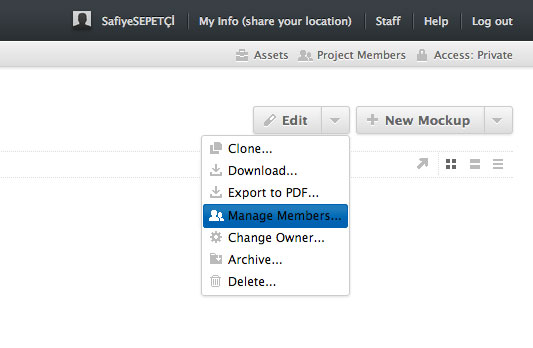 SafiyeSEPETÇİ My Info (share your location) Staff Help Log out
Assets Project Members Access: Private
Edit New Mockup
Clone...
Download...
Export to PDF...
Manage Members...
Change Owner...
Archive...
Delete...